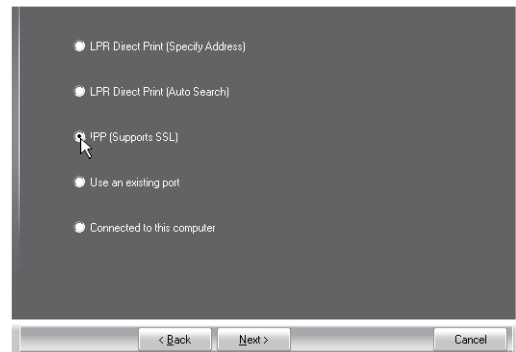 LPR Direct Print (Specify Address)
LPR Direct Print (Auto Search)
IPP (Supports SSL)
Use an existing port
Connected to this computer
< Back Next > Cancel